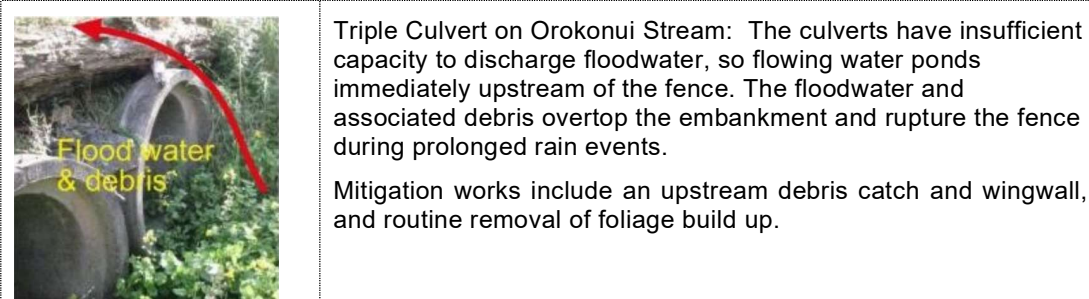 Flood water
& debris
Triple Culvert on Orokonui Stream: The culverts have insufficient
capacity to discharge floodwater, so flowing water ponds
immediately upstream of the fence. The floodwater and
associated debris overtop the embankment and rupture the fence
during prolonged rain events.
Mitigation works include an upstream debris catch and wingwall,
and routine removal of foliage build up.